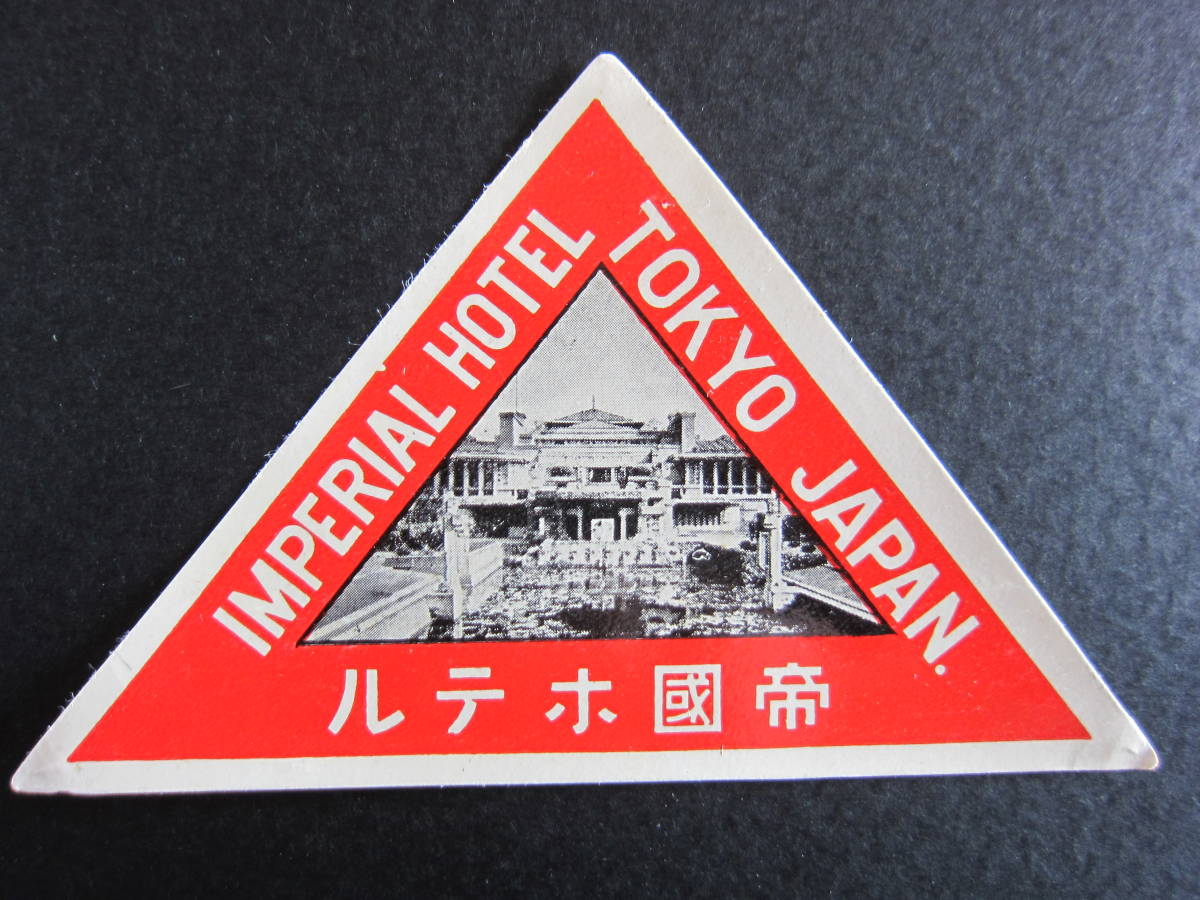 IMPERIAL HOTEL
TOKYO JAPAN.
帝國ホテル